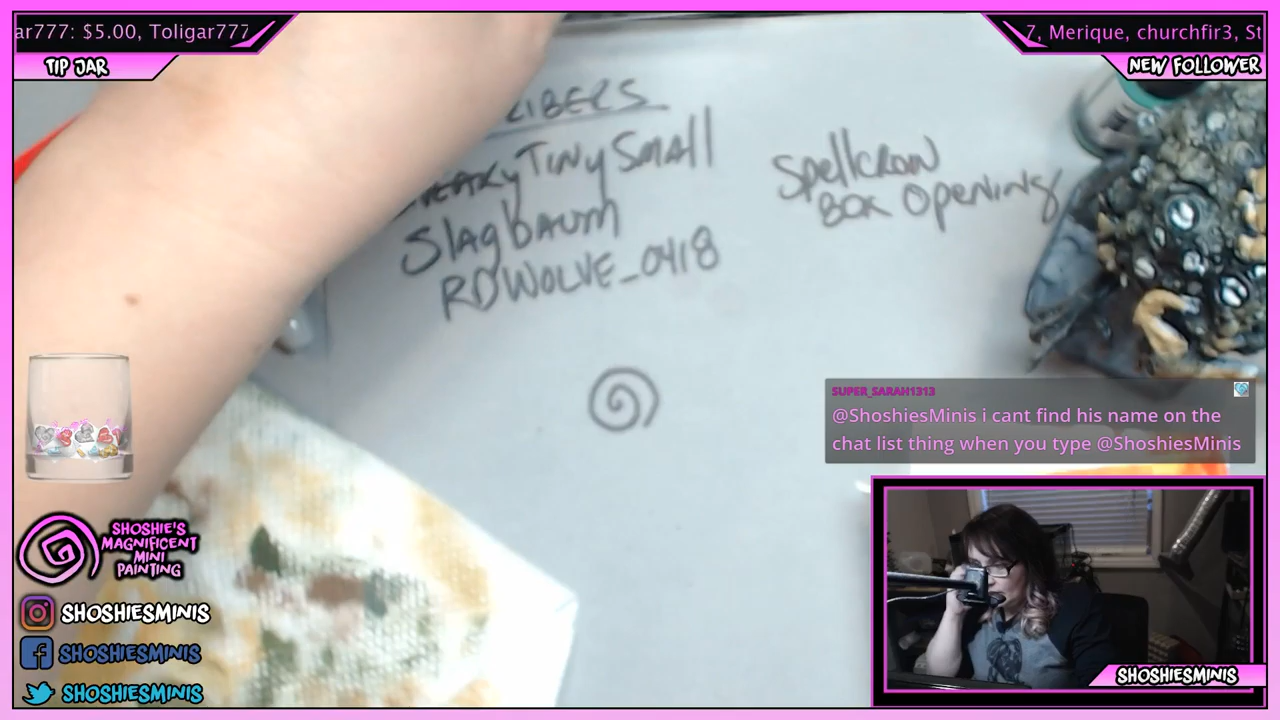 ar777: $5.00, Toligar777
TIP JAR
7, Merique, churchfir3, St
NEW FOLLOWER
TinySmall
Slagbaum
RDWOLVE_0418
Spellcrow
Box Opening
SUPER_SARAH1313
@ShoshiesMinis i cant find his name on the
chat list thing when you type @ShoshiesMinis
SHOSHIE'S
MAGNIFICENT
MINI
PAINTING
SHOSHIESMINIS
SHOSHIESMINIS
SHOSHIESMINIS
SHOSHIESMINIS